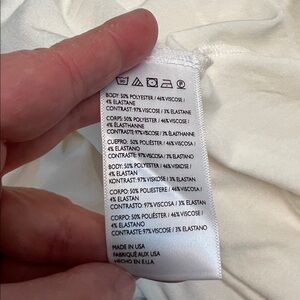 BODY: 50% POLYESTER / 46% VISCOSE /
4% ELASTANE
CONTRAST: 97% VISCOSE / 3% ELASTANE
CORPS: 50% POLYESTER / 46% VISCOSE /
4% ÉLASTHANNE
CONTRASTE: 97% VISCOSE / 3% ÉLASTHANNE
CUERPO: 50% POLIÉSTER / 46% VISCOSA /
4% ELASTANO
CONTRASTE: 97% VISCOSA / 3% ELASTANO
BODY: 50% POLYESTER / 46% VISKOSE /
4% ELASTAN
KONTRAST: 97% VISKOSE / 3% ELASTAN
CORPO: 50% POLIESTERE / 46% VISCOSA /
4% ELASTAN
CONTRASTO: 97% VISCOSA / 3% ELASTAN
CORPO: 50% POLIÉSTER / 46% VISCOSE /
4% ELASTANO
CONTRASTE: 97% VISCOSE / 3% ELASTANO
MADE IN USA
FABRIQUÉ AUX USA
HECHO EN E.U.A